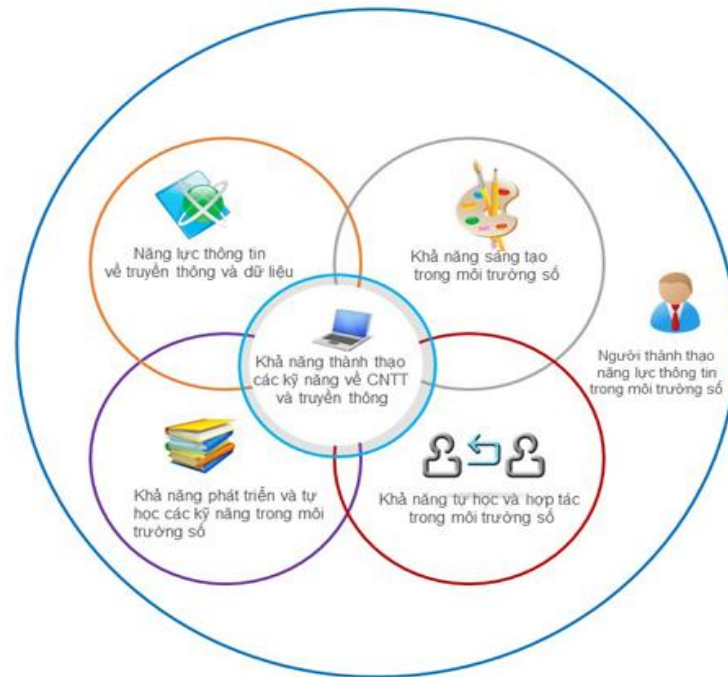 Năng lực thông tin
về truyền thông và dữ liệu
Khả năng sáng tạo
trong môi trường số
Khả năng thành thạo
các kỹ năng về CNTT
và truyền thông
Người thành thạo
năng lực thông tin
trong môi trường số
Khả năng phát triển và tự
học các kỹ năng trong môi
trường số
Khả năng tự học và hợp tác
trong môi trường số